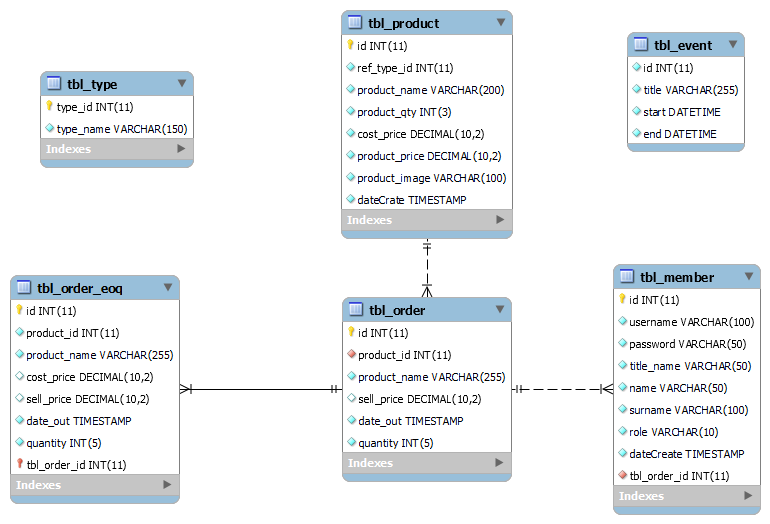 tbl_product
id INT(11)
ref_type_id INT(11)
product_name VARCHAR(200)
product_qty INT(3)
cost_price DECIMAL(10,2)
product_price DECIMAL(10,2)
product_image VARCHAR(100)
dateCrate TIMESTAMP
Indexes
tbl_event
id INT(11)
title VARCHAR(255)
start DATETIME
end DATETIME
tbl_type
type_id INT(11)
type_name VARCHAR(150)
Indexes
tbl_order_eoq
id INT(11)
product_id INT(11)
product_name VARCHAR(255)
cost_price DECIMAL(10,2)
sell_price DECIMAL(10,2)
date_out TIMESTAMP
quantity INT(5)
tbl_order_id INT(11)
Indexes
tbl_order
id INT(11)
product_id INT(11)
product_name VARCHAR(255)
sell_price DECIMAL(10,2)
date_out TIMESTAMP
quantity INT(5)
Indexes
tbl_member
id INT(11)
username VARCHAR(100)
password VARCHAR(50)
title_name VARCHAR(50)
name VARCHAR(50)
surname VARCHAR(100)
role VARCHAR(10)
dateCreate TIMESTAMP
tbl_order_id INT(11)
Indexes